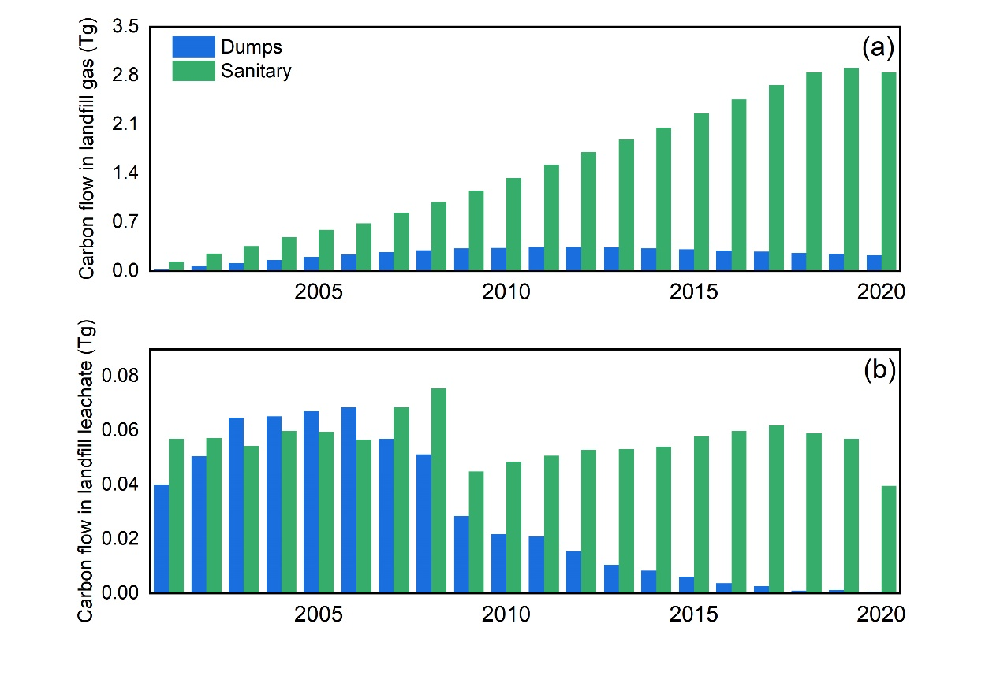 Carbon flow in landfill gas (Tg)
3.5
2.8
2.1
1.4
0.7
0.0
Dumps
Sanitary
(a)
2005 2010 2015 2020
Carbon flow in landfill leachate (Tg)
0.08
0.06
0.04
0.02
0.00
(b)
2005 2010 2015 2020